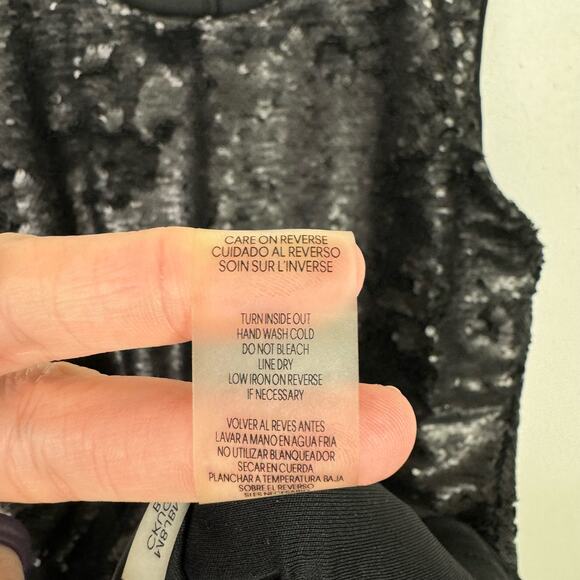 CARE ON REVERSE
CUIDADO AL REVERSO
SOIN SUR L'INVERSE
TURN INSIDE OUT
HAND WASH COLD
DO NOT BLEACH
LINE DRY
LOW IRON ON REVERSE
IF NECESSARY
VOLVER AL REVES ANTES
LAVAR A MANO EN AGUA FRIA
NO UTILIZAR BLANQUEADOR
SECAR EN CUERDA
PLANCHAR A TEMPERATURA BAJA
SOBRE EL REVERSO